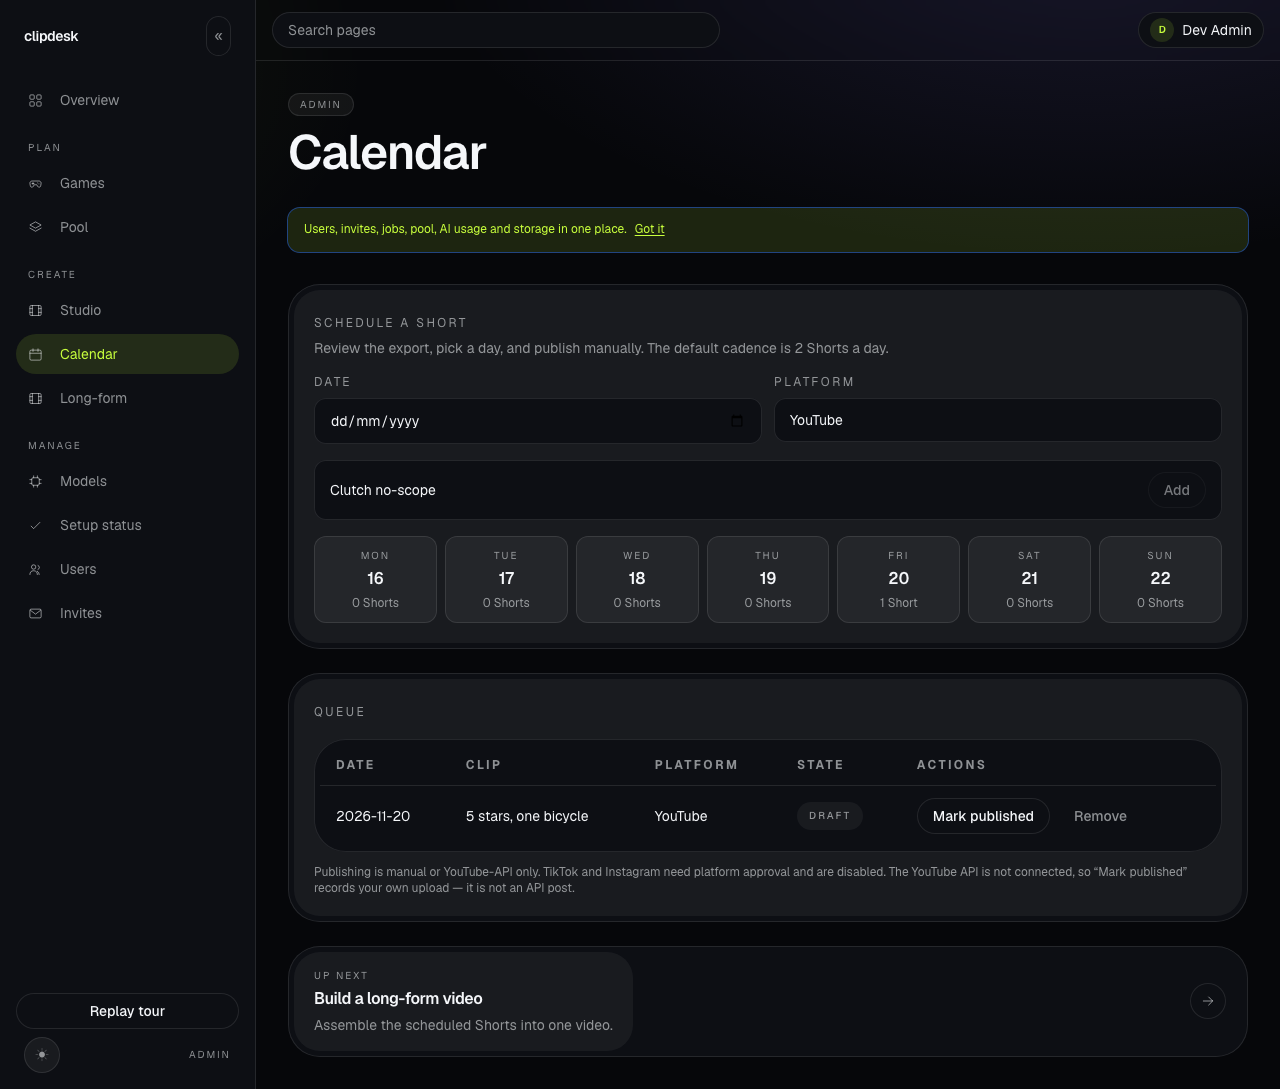 clipdesk
«
Search pages
D
Dev Admin
Overview
PLAN
Games
Pool
CREATE
Studio
Calendar
Long-form
MANAGE
Models
Setup status
Users
Invites
Replay tour
ADMIN
ADMIN
Calendar
Users, invites, jobs, pool, AI usage and storage in one place. Got it
SCHEDULE A SHORT
Review the export, pick a day, and publish manually. The default cadence is 2 Shorts a day.
DATE
PLATFORM
dd/mm/yyyy
YouTube
Clutch no-scope
Add
MON
16
0 Shorts
TUE
17
0 Shorts
WED
18
0 Shorts
THU
19
0 Shorts
FRI
20
1 Short
SAT
21
0 Shorts
SUN
22
0 Shorts
QUEUE
DATE CLIP PLATFORM STATE ACTIONS
2026-11-20 5 stars, one bicycle YouTube DRAFT Mark published Remove
Publishing is manual or YouTube-API only. TikTok and Instagram need platform approval and are disabled. The YouTube API is not connected, so “Mark published”
records your own upload — it is not an API post.
UP NEXT
Build a long-form video
Assemble the scheduled Shorts into one video.